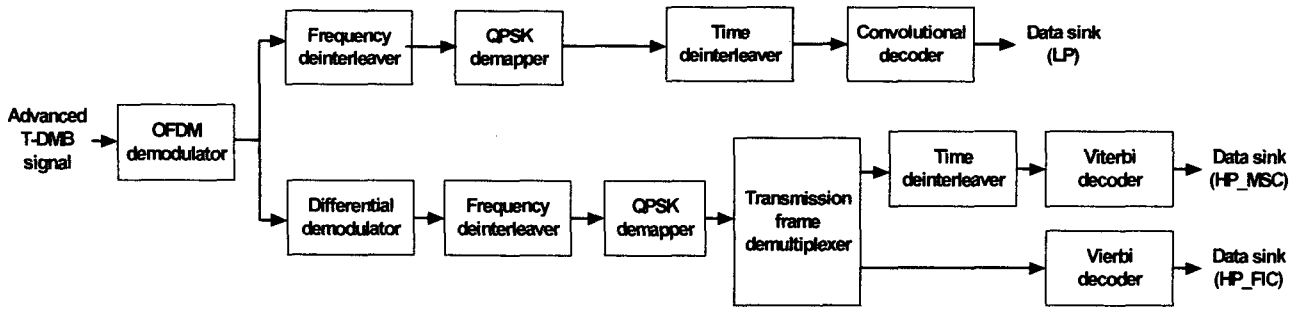 Frequency
deinterleaver
QPSK
demapper
Time
deinterleaver
Convolutional
decoder
Data sink
(LP)
Advanced
T-DMB
signal
OFDM
demodulator
Differential
demodulator
Frequency
deinterleaver
QPSK
demapper
Transmission
frame
demultiplexer
Time
deinterleaver
Viterbi
decoder
Data sink
(HP_MSC)
Vierbi
decoder
Data sink
(HP_FIC)